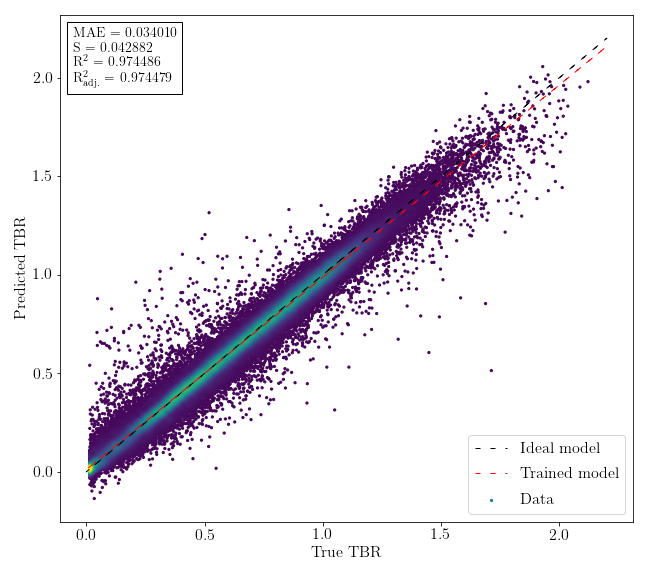 MAE = 0.034010
S = 0.042882
R² = 0.974486
R²adj. = 0.974479
2.0
1.5
1.0
0.5
0.0
Predicted TBR
Ideal model
Trained model
Data
0.0 0.5 1.0 1.5 2.0
True TBR